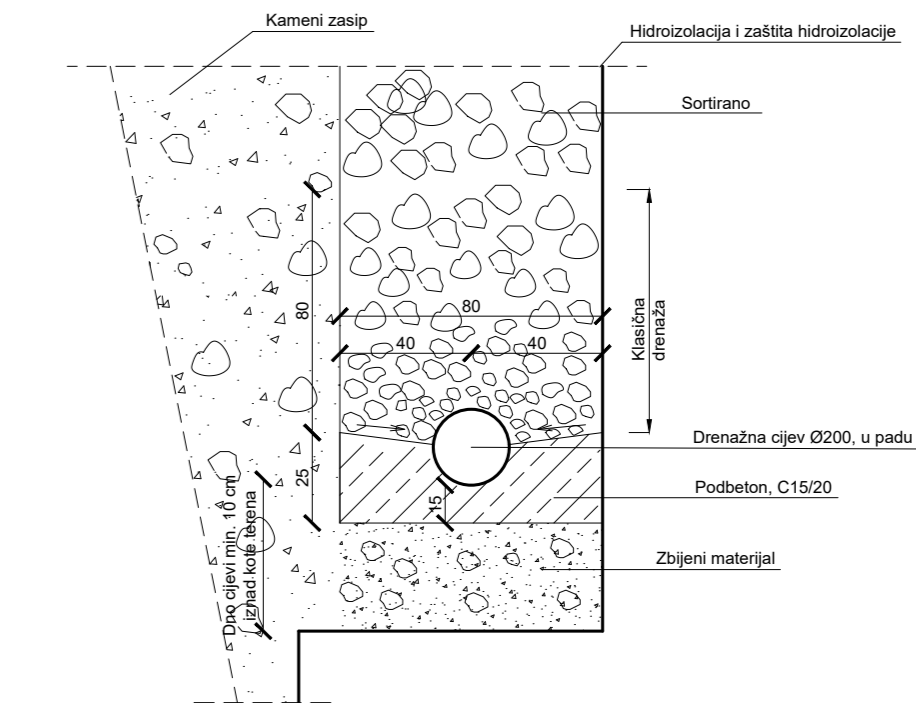 Kameni zasip
Hidroizolacija i zaštita hidroizolacije
Sortirano
80
80
Klasična
drenaža
40
40
Drenažna cijev Ø200, u padu
25
15
Podbeton, C15/20
Dno cijevi min. 10 cm
iznad kote terena
Zbijeni materijal